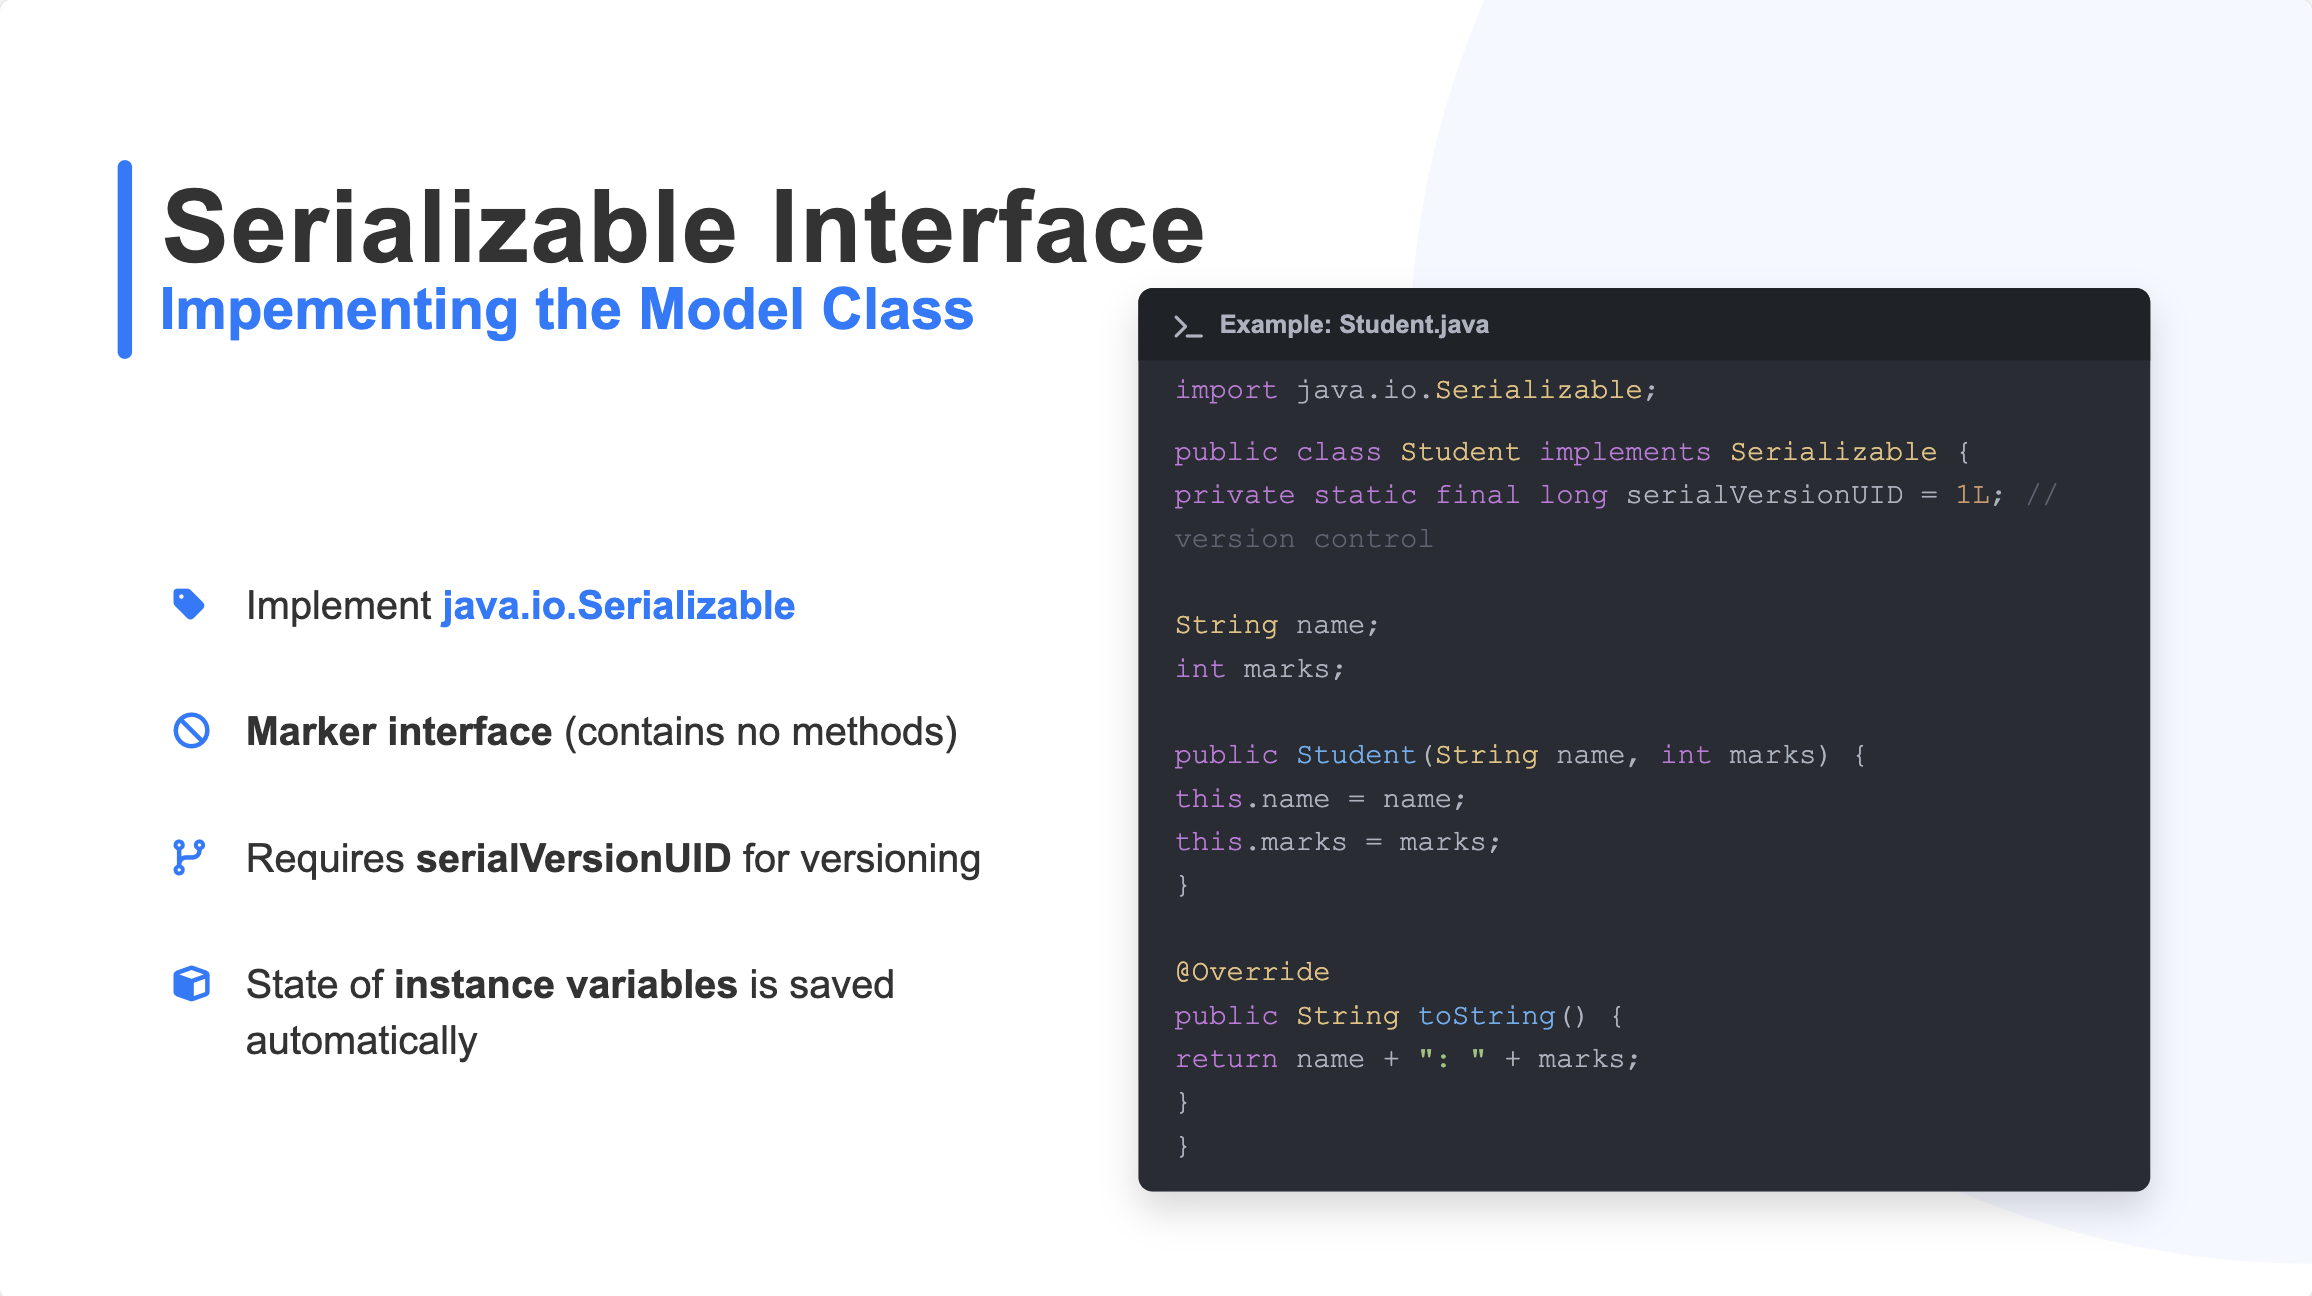 Serializable Interface
Impementing the Model Class
Implement java.io.Serializable
Marker interface (contains no methods)
Requires serialVersionUID for versioning
State of instance variables is saved
automatically
Example: Student.java
import java.io.Serializable;
public class Student implements Serializable {
private static final long serialVersionUID = 1L; //
version control
String name;
int marks;
public Student(String name, int marks) {
this.name = name;
this.marks = marks;
}
@Override
public String toString() {
return name + ": " + marks;
}
}